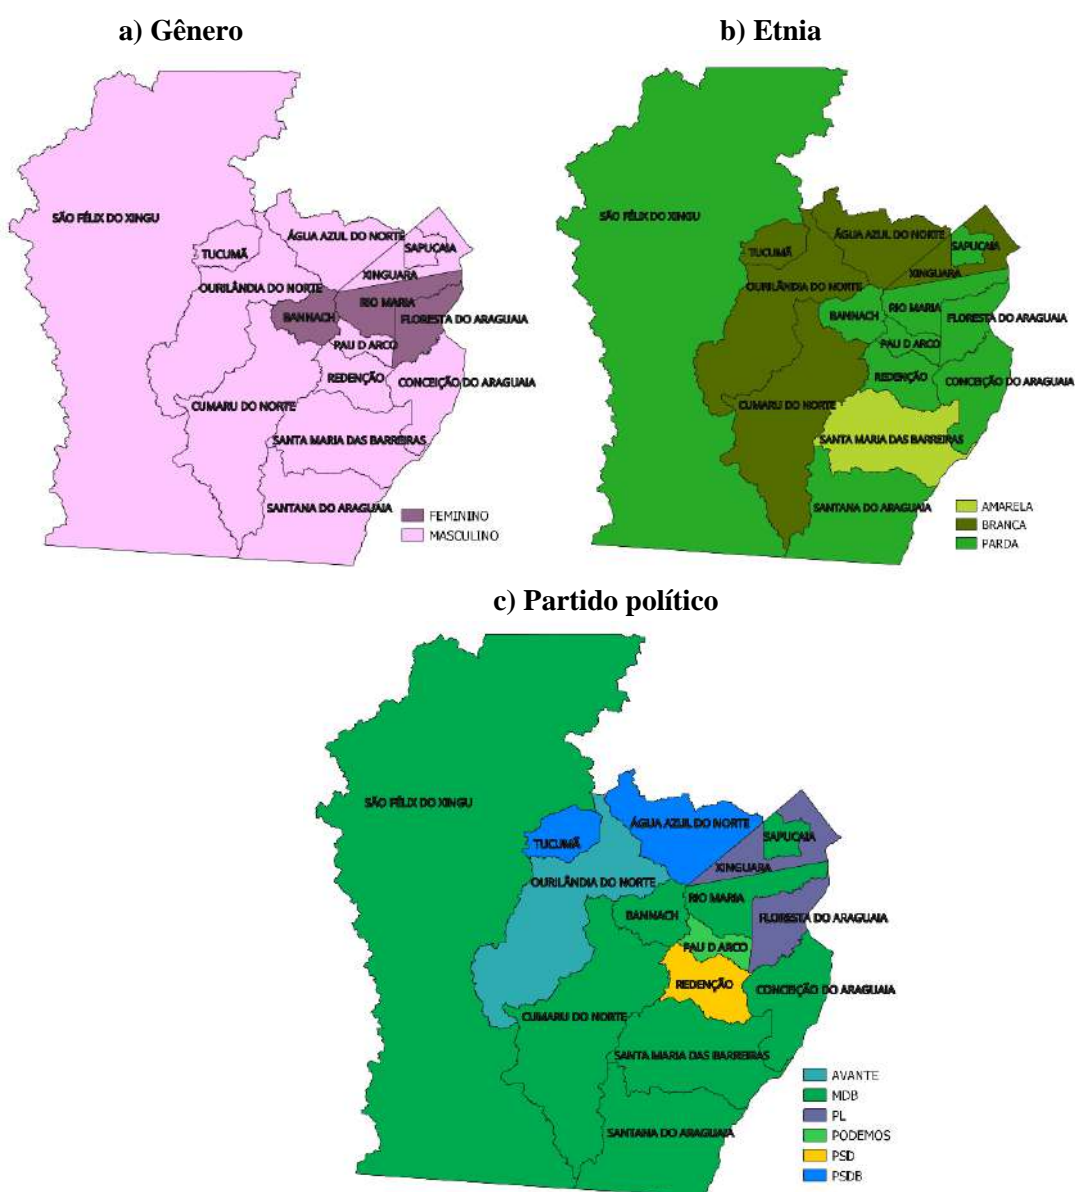 a) Gênero
b) Etnia
SÃO FÉLIX DO XINGU
ÁGUA AZUL DO NORTE
SAPUCAIA
TUCUMÃ
XINGUARA
OURILÂNDIA DO NORTE
RIO MARIA
BANNACH
FLORESTA DO ARAGUAIA
PAU D ARCO
REDENÇÃO
CONCEIÇÃO DO ARAGUAIA
CUMARU DO NORTE
SANTA MARIA DAS BARREIRAS
SANTANA DO ARAGUAIA
FEMININO
MASCULINO
SÃO FÉLIX DO XINGU
ÁGUA AZUL DO NORTE
SAPUCAIA
TUCUMÃ
XINGUARA
OURILÂNDIA DO NORTE
RIO MARIA
BANNACH
FLORESTA DO ARAGUAIA
PAU D ARCO
REDENÇÃO
CONCEIÇÃO DO ARAGUAIA
CUMARU DO NORTE
SANTA MARIA DAS BARREIRAS
SANTANA DO ARAGUAIA
AMARELA
BRANCA
PARDA
c) Partido político
SÃO FÉLIX DO XINGU
ÁGUA AZUL DO NORTE
SAPUCAIA
TUCUMÃ
XINGUARA
OURILÂNDIA DO NORTE
RIO MARIA
BANNACH
FLORESTA DO ARAGUAIA
PAU D ARCO
REDENÇÃO
CONCEIÇÃO DO ARAGUAIA
CUMARU DO NORTE
SANTA MARIA DAS BARREIRAS
SANTANA DO ARAGUAIA
AVANTE
MDB
PL
PODEMOS
PSD
PSDB